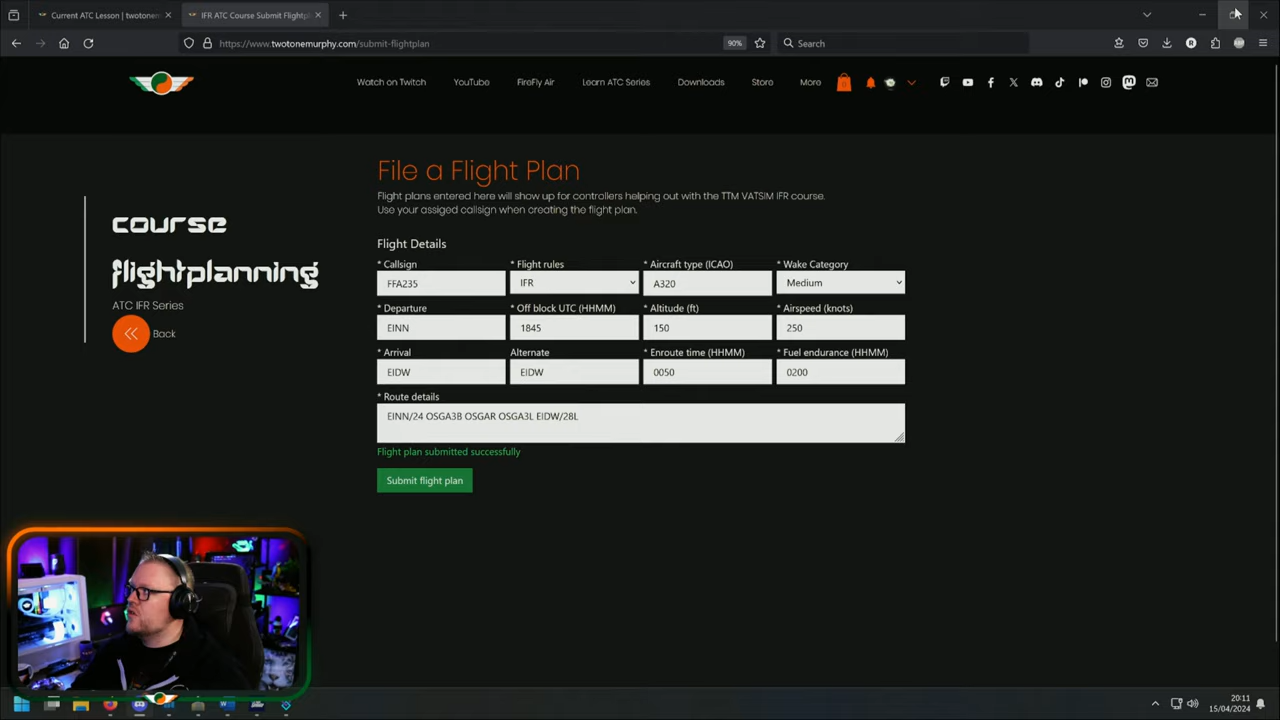 Current ATC Lesson | twotonem
IFR ATC Course Submit Flightpl
https://www.twotonemurphy.com/submit-flightplan
90%
Search
Watch on Twitch
YouTube
FireFly Air
Learn ATC Series
Downloads
Store
More
File a Flight Plan
Flight plans entered here will show up for controllers helping out with the TTM VATSIM IFR course.
Use your assiged callsign when creating the flight plan.
course
flightplanning
ATC IFR Series
Back
Flight Details
* Callsign
* Flight rules
* Aircraft type (ICAO)
* Wake Category
FFA235
IFR
A320
Medium
* Departure
* Off block UTC (HHMM)
* Altitude (ft)
* Airspeed (knots)
EINN
1845
150
250
* Arrival
Alternate
* Enroute time (HHMM)
* Fuel endurance (HHMM)
EIDW
EIDW
0050
0200
* Route details
EINN/24 OSGA3B OSGAR OSGA3L EIDW/28L
Flight plan submitted successfully
Submit flight plan
20:11
15/04/2024